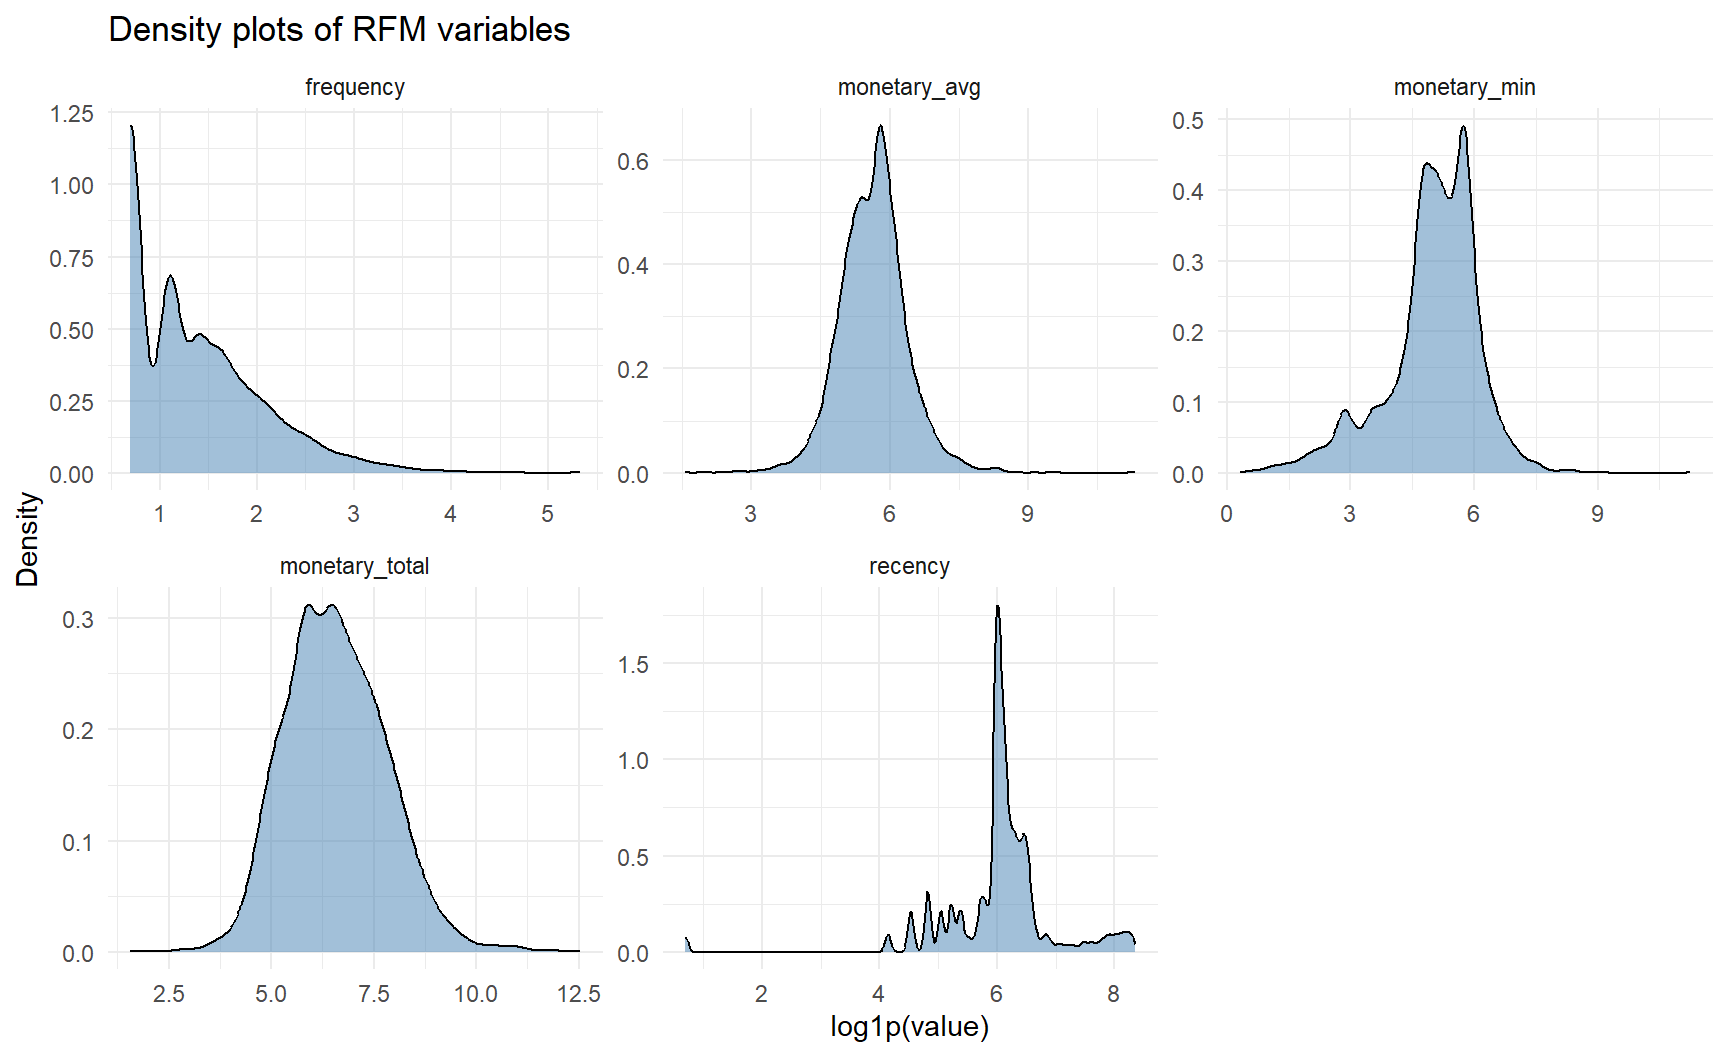 Density plots of RFM variables
frequency
monetary_avg
monetary_min
1.25
1.00
0.75
0.50
0.25
0.00
1 2 3 4 5
0.6
0.4
0.2
0.0
3 6 9
0.5
0.4
0.3
0.2
0.1
0.0
0 3 6 9
Density
monetary_total
recency
0.3
0.2
0.1
0.0
2.5 5.0 7.5 10.0 12.5
1.5
1.0
0.5
0.0
2 4 6 8
log1p(value)